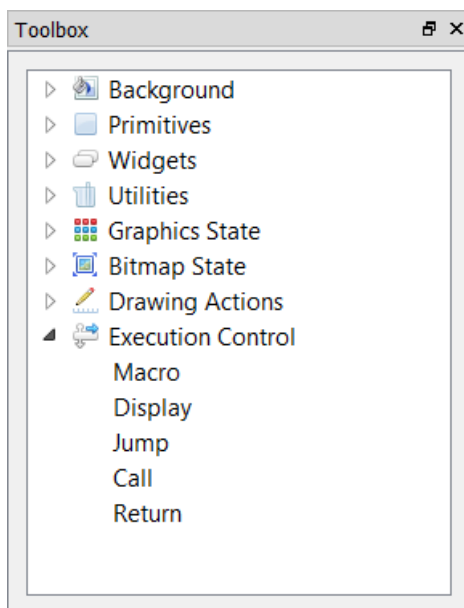 Toolbox
Background
Primitives
Widgets
Utilities
Graphics State
Bitmap State
Drawing Actions
Execution Control
Macro
Display
Jump
Call
Return